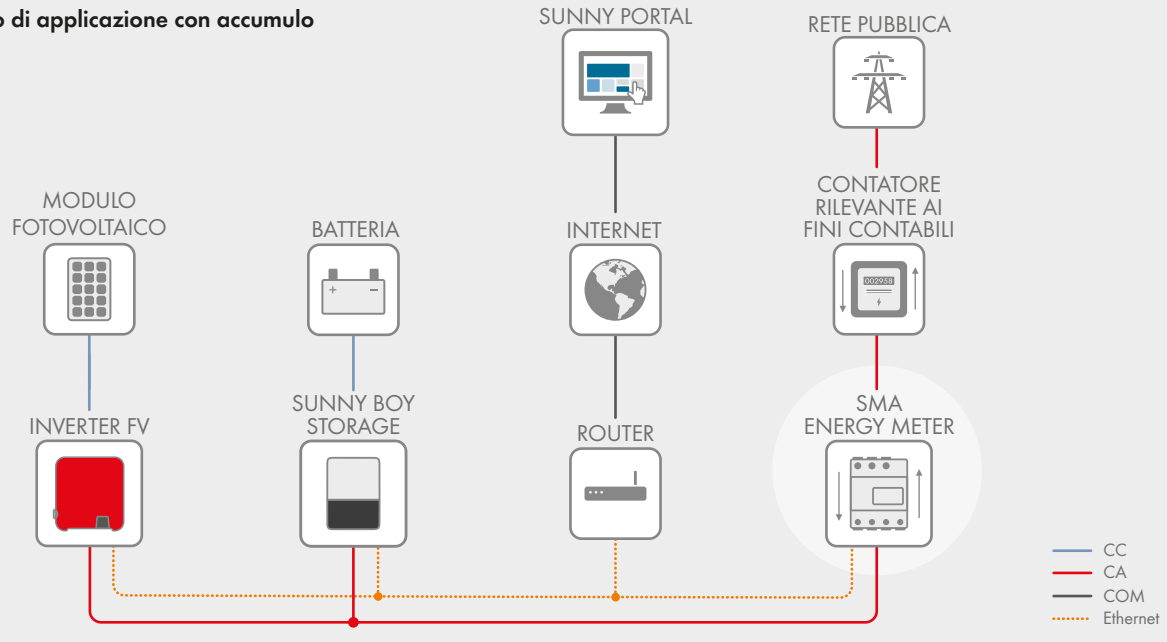 di applicazione con accumulo
SUNNY PORTAL
RETE PUBBLICA
MODULO
FOTOVOLTAICO
BATTERIA
INTERNET
CONTATORE
RILEVANTE AI
FINI CONTABILI
002958
+ −
INVERTER FV
SUNNY BOY
STORAGE
ROUTER
SMA
ENERGY METER
CC
CA
COM
Ethernet